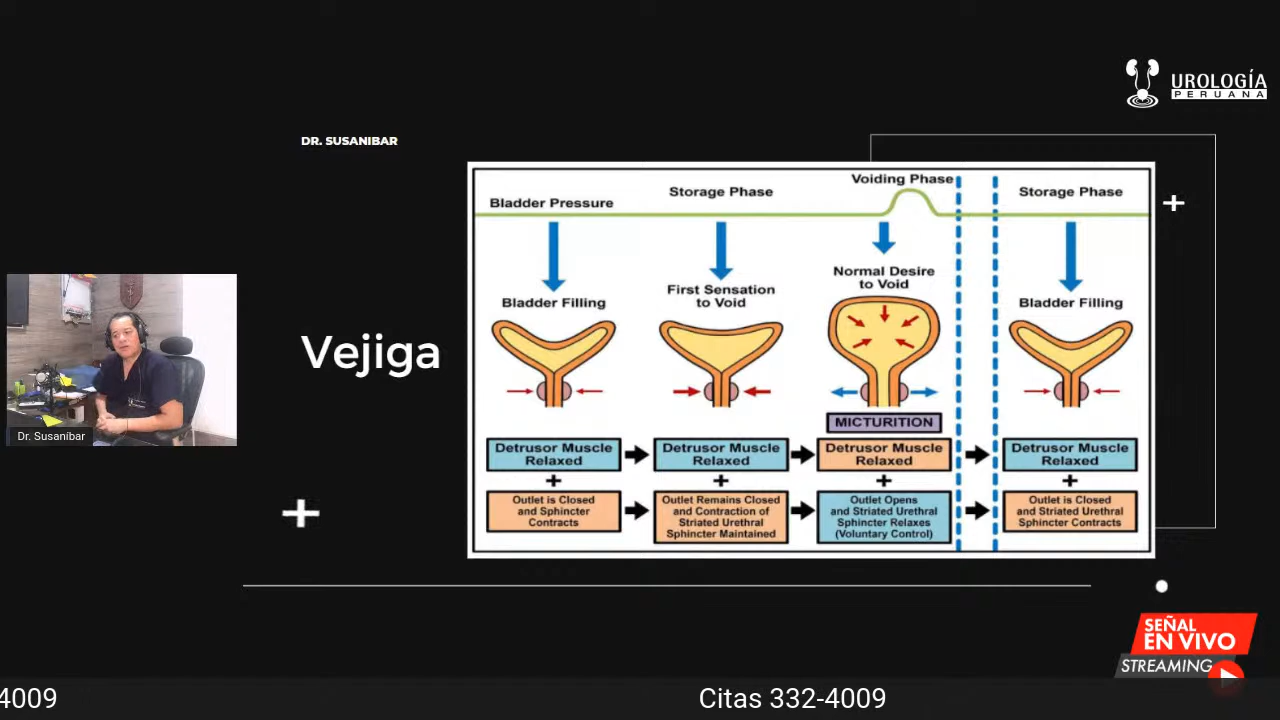 UROLOGÍA
PERUANA
DR. SUSANIBAR
Bladder Pressure
Storage Phase
Voiding Phase
Storage Phase
Bladder Filling
First Sensation
to Void
Normal Desire
to Void
Bladder Filling
Vejiga
Dr. Susaníbar
MICTURITION
Detrusor Muscle
Relaxed
Detrusor Muscle
Relaxed
Detrusor Muscle
Relaxed
Detrusor Muscle
Relaxed
+
+
+
+
Outlet is Closed
and Sphincter
Contracts
Outlet Remains Closed
and Contraction of
Striated Urethral
Sphincter Maintained
Outlet Opens
and Striated Urethral
Sphincter Relaxes
(Voluntary Control)
Outlet is Closed
and Striated Urethral
Sphincter Contracts
SEÑAL
EN VIVO
STREAMING
4009
Citas 332-4009